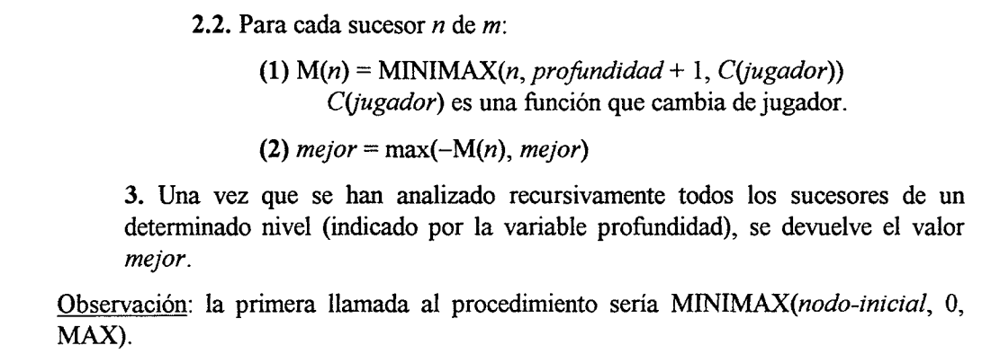 2.2. Para cada sucesor n de m:
(1) M(n) = MINIMAX(n, profundidad + 1, C(jugador))
C(jugador) es una función que cambia de jugador.
(2) mejor = max(–M(n), mejor)
3. Una vez que se han analizado recursivamente todos los sucesores de un
determinado nivel (indicado por la variable profundidad), se devuelve el valor
mejor.
Observación: la primera llamada al procedimiento sería MINIMAX(nodo-inicial, 0,
MAX).